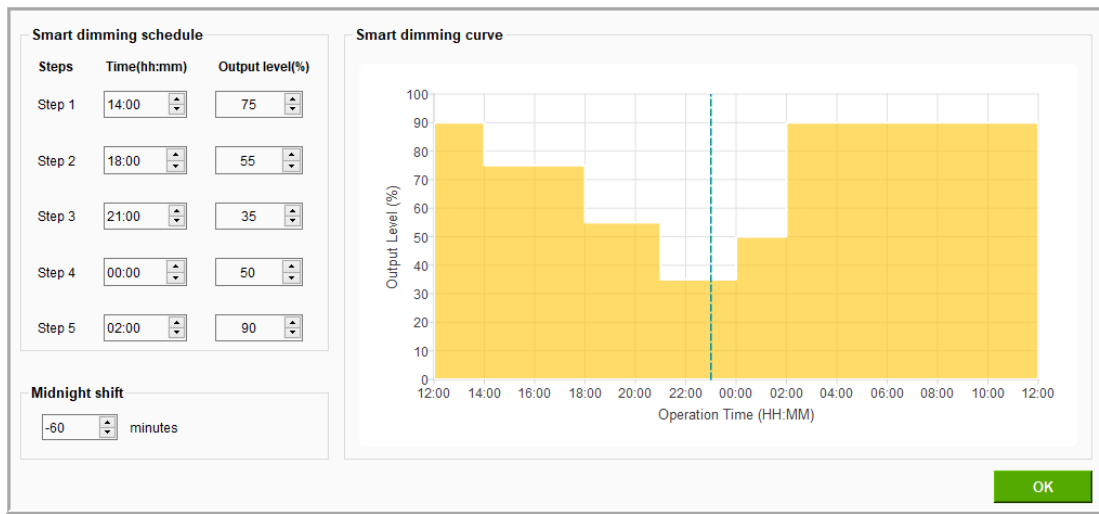 Smart dimming schedule
Steps Time(hh:mm) Output level(%)
Step 1 14:00 75
Step 2 18:00 55
Step 3 21:00 35
Step 4 00:00 50
Step 5 02:00 90
Midnight shift
-60 minutes
Smart dimming curve
100
90
80
70
60
50
40
30
20
10
0
Output Level (%)
12:00 14:00 16:00 18:00 20:00 22:00 00:00 02:00 04:00 06:00 08:00 10:00 12:00
Operation Time (HH:MM)
OK